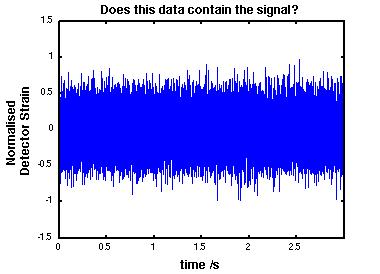 Does this data contain the signal?
1.5
1
0.5
0
-0.5
-1
-1.5
Normalised
Detector Strain
0 0.5 1 1.5 2 2.5
time /s